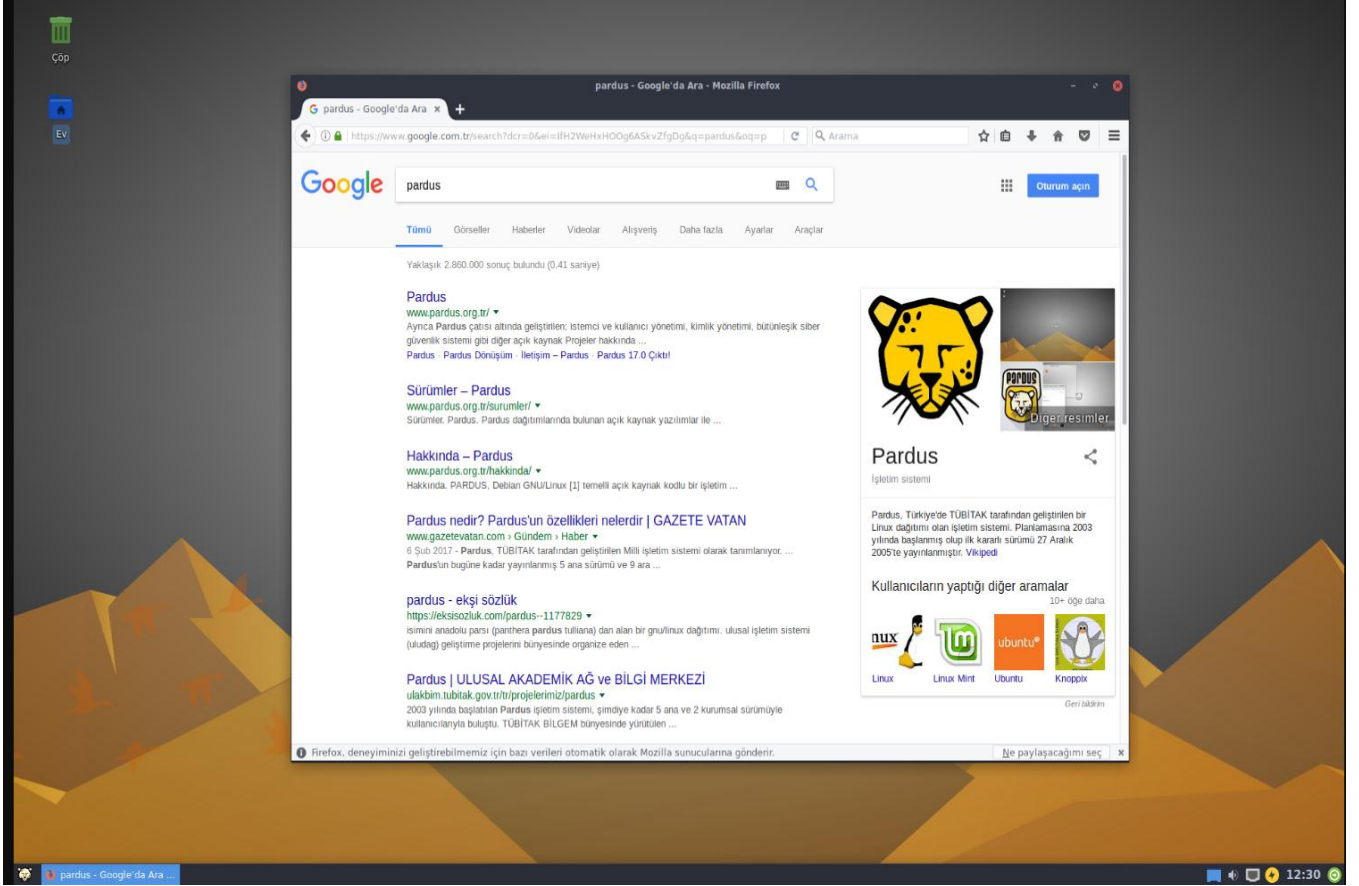 Çöp
Ev
pardus - Google'da Ara - Mozilla Firefox
pardus - Google'da Ara
https://www.google.com.tr/search?dcr=0&ei=IfH2WeHxHOOg6ASkvZfgDg&q=pardus&oq=p
Arama
Google
pardus
Oturum açın
Tümü Görseller Haberler Videolar Alışveriş Daha fazla Ayarlar Araçlar
Yaklaşık 2.860.000 sonuç bulundu (0,41 saniye)
Pardus
www.pardus.org.tr/
Ayrıca Pardus çatısı altında geliştirilen; istemci ve kullanıcı yönetimi, kimlik yönetimi, bütünleşik siber
güvenlik sistemi gibi diğer açık kaynak Projeler hakkında ...
Pardus · Pardus Dönüşüm · İletişim – Pardus · Pardus 17.0 Çıktı!
Sürümler – Pardus
www.pardus.org.tr/surumler/
Sürümler. Pardus. Pardus dağıtımlarında bulunan açık kaynak yazılımlar ile ...
Hakkında – Pardus
www.pardus.org.tr/hakkinda/
Hakkında. PARDUS, Debian GNU/Linux [1] temelli açık kaynak kodlu bir işletim ...
Pardus nedir? Pardus'un özellikleri nelerdir | GAZETE VATAN
www.gazetevatan.com › Gündem › Haber
6 Şub 2017 - Pardus, TÜBİTAK tarafından geliştirilen Milli işletim sistemi olarak tanımlanıyor. ...
Pardus'un bugüne kadar yayınlanmış 5 ana sürümü ve 9 ara ...
pardus - ekşi sözlük
https://eksisozluk.com/pardus--1177829
isimini anadolu parsı (panthera pardus tulliana) dan alan bir gnu/linux dağıtımı. ulusal işletim sistemi
(uludag) geliştirme projelerini bünyesinde organize eden ...
Pardus | ULUSAL AKADEMİK AĞ ve BİLGİ MERKEZİ
ulakbim.tubitak.gov.tr/tr/projelerimiz/pardus
2003 yılında başlatılan Pardus işletim sistemi, şimdiye kadar 5 ana ve 2 kurumsal sürümüyle
kullanıcılarıyla buluştu. TÜBİTAK BİLGEM bünyesinde yürütülen ...
PARDUS
Diğer resimler
Pardus
İşletim sistemi
Pardus, Türkiye'de TÜBİTAK tarafından geliştirilen bir
Linux dağıtımı olan işletim sistemi. Planlamasına 2003
yılında başlanmış olup ilk kararlı sürümü 27 Aralık
2005'te yayınlanmıştır. Vikipedi
Kullanıcıların yaptığı diğer aramalar
10+ öğe daha
nux
ubuntu
Linux Linux Mint Ubuntu Knoppix
Geri bildirim
Firefox, deneyiminizi geliştirebilmemiz için bazı verileri otomatik olarak Mozilla sunucularına gönderir.
Ne paylaşacağımı seç
pardus - Google'da Ara ...
12:30